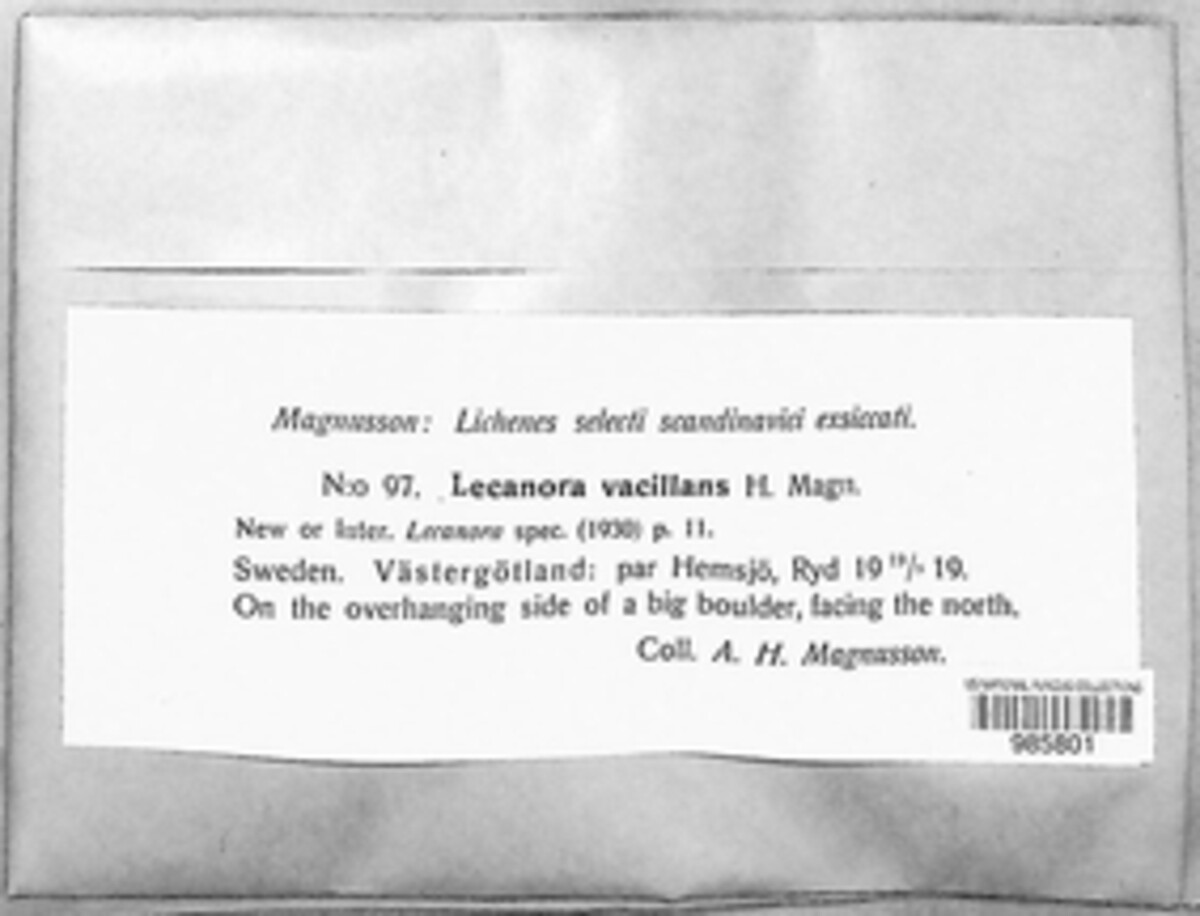 Magnusson: Lichenes selecti scandinavici exsiccati.
N:o 97. Lecanora vacillans H. Magn.
New or inter. Lecanora spec. (1930) p. 11.
Sweden. Västergötland: par Hemsjö, Ryd 19 19.
On the overhanging side of a big boulder, facing the north.
Coll. A. H. Magnusson.
985801